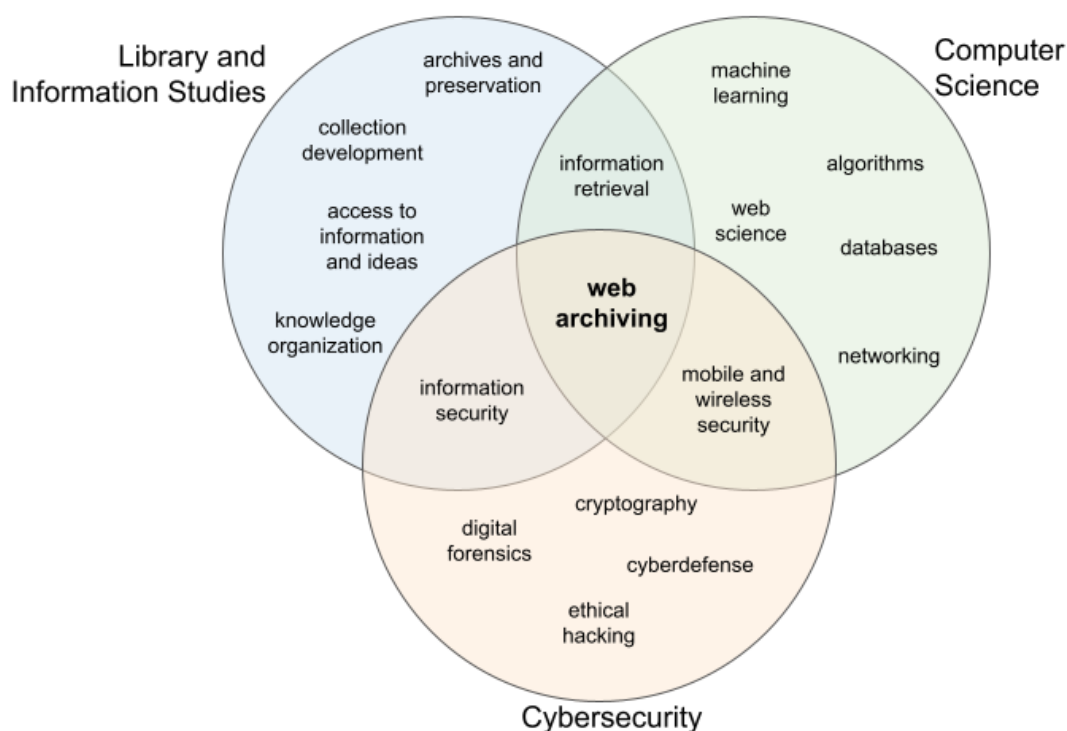 Library and
Information Studies
Computer
Science
archives and
preservation
machine
learning
collection
development
information
retrieval
algorithms
access to
information
and ideas
web
science
databases
web
archiving
knowledge
organization
networking
information
security
mobile and
wireless
security
cryptography
digital
forensics
cyberdefense
ethical
hacking
Cybersecurity